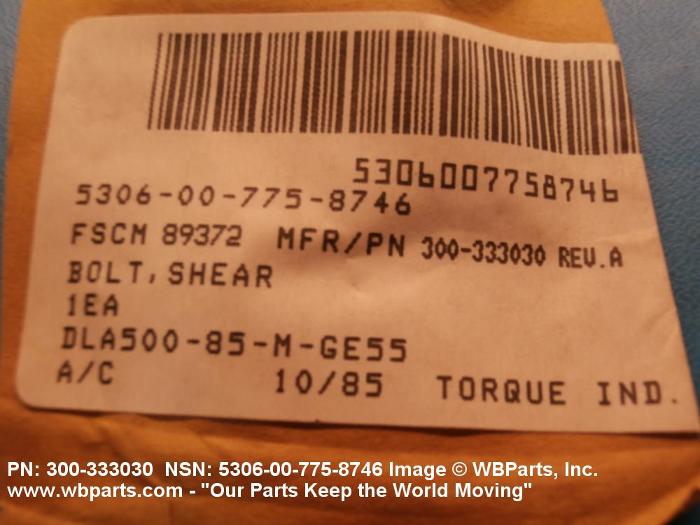 5306007758746
5306-00-775-8746
FSCM 89372 MFR/PN 300-333030 REV.A
BOLT, SHEAR
1EA
DLA500-85-M-GE55
A/C 10/85 TORQUE IND.
PN: 300-333030 NSN: 5306-00-775-8746 Image © WBParts, Inc.
www.wbparts.com - "Our Parts Keep the World Moving"